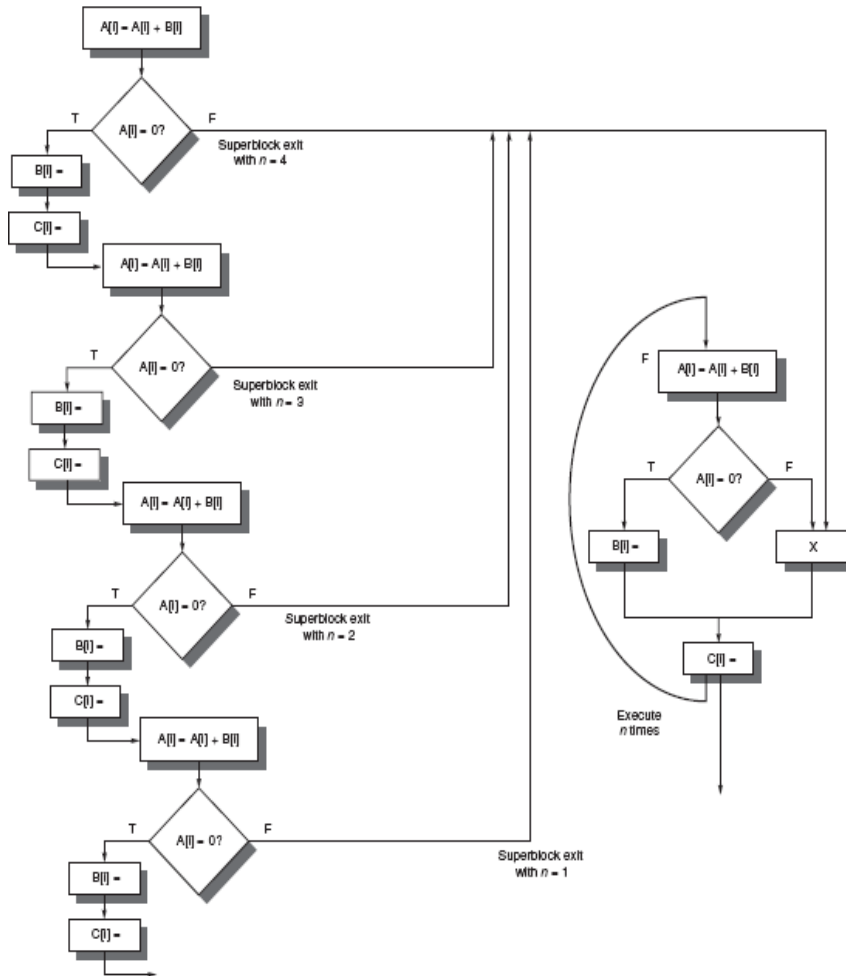 A[i] = A[i] + B[i]
T
A[i] = 0?
F
Superblock exit
with n = 4
B[i] =
C[i] =
A[i] = A[i] + B[i]
T
A[i] = 0?
Superblock exit
with n = 3
B[i] =
C[i] =
A[i] = A[i] + B[i]
T
A[i] = 0?
F
Superblock exit
with n = 2
B[i] =
C[i] =
A[i] = A[i] + B[i]
T
A[i] = 0?
F
Superblock exit
with n = 1
B[i] =
C[i] =
F
A[i] = A[i] + B[i]
T
A[i] = 0?
F
B[i] =
X
C[i] =
Execute
n times